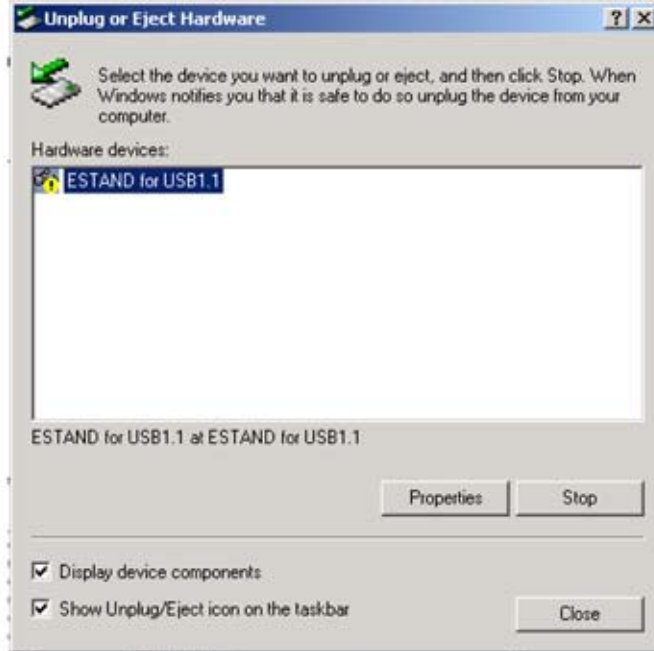 Unplug or Eject Hardware
Select the device you want to unplug or eject, and then click Stop. When
Windows notifies you that it is safe to do so unplug the device from your
computer.
Hardware devices:
ESTAND for USB1.1
ESTAND for USB1.1 at ESTAND for USB1.1
Properties Stop
Display device components
Show Unplug/Eject icon on the taskbar
Close